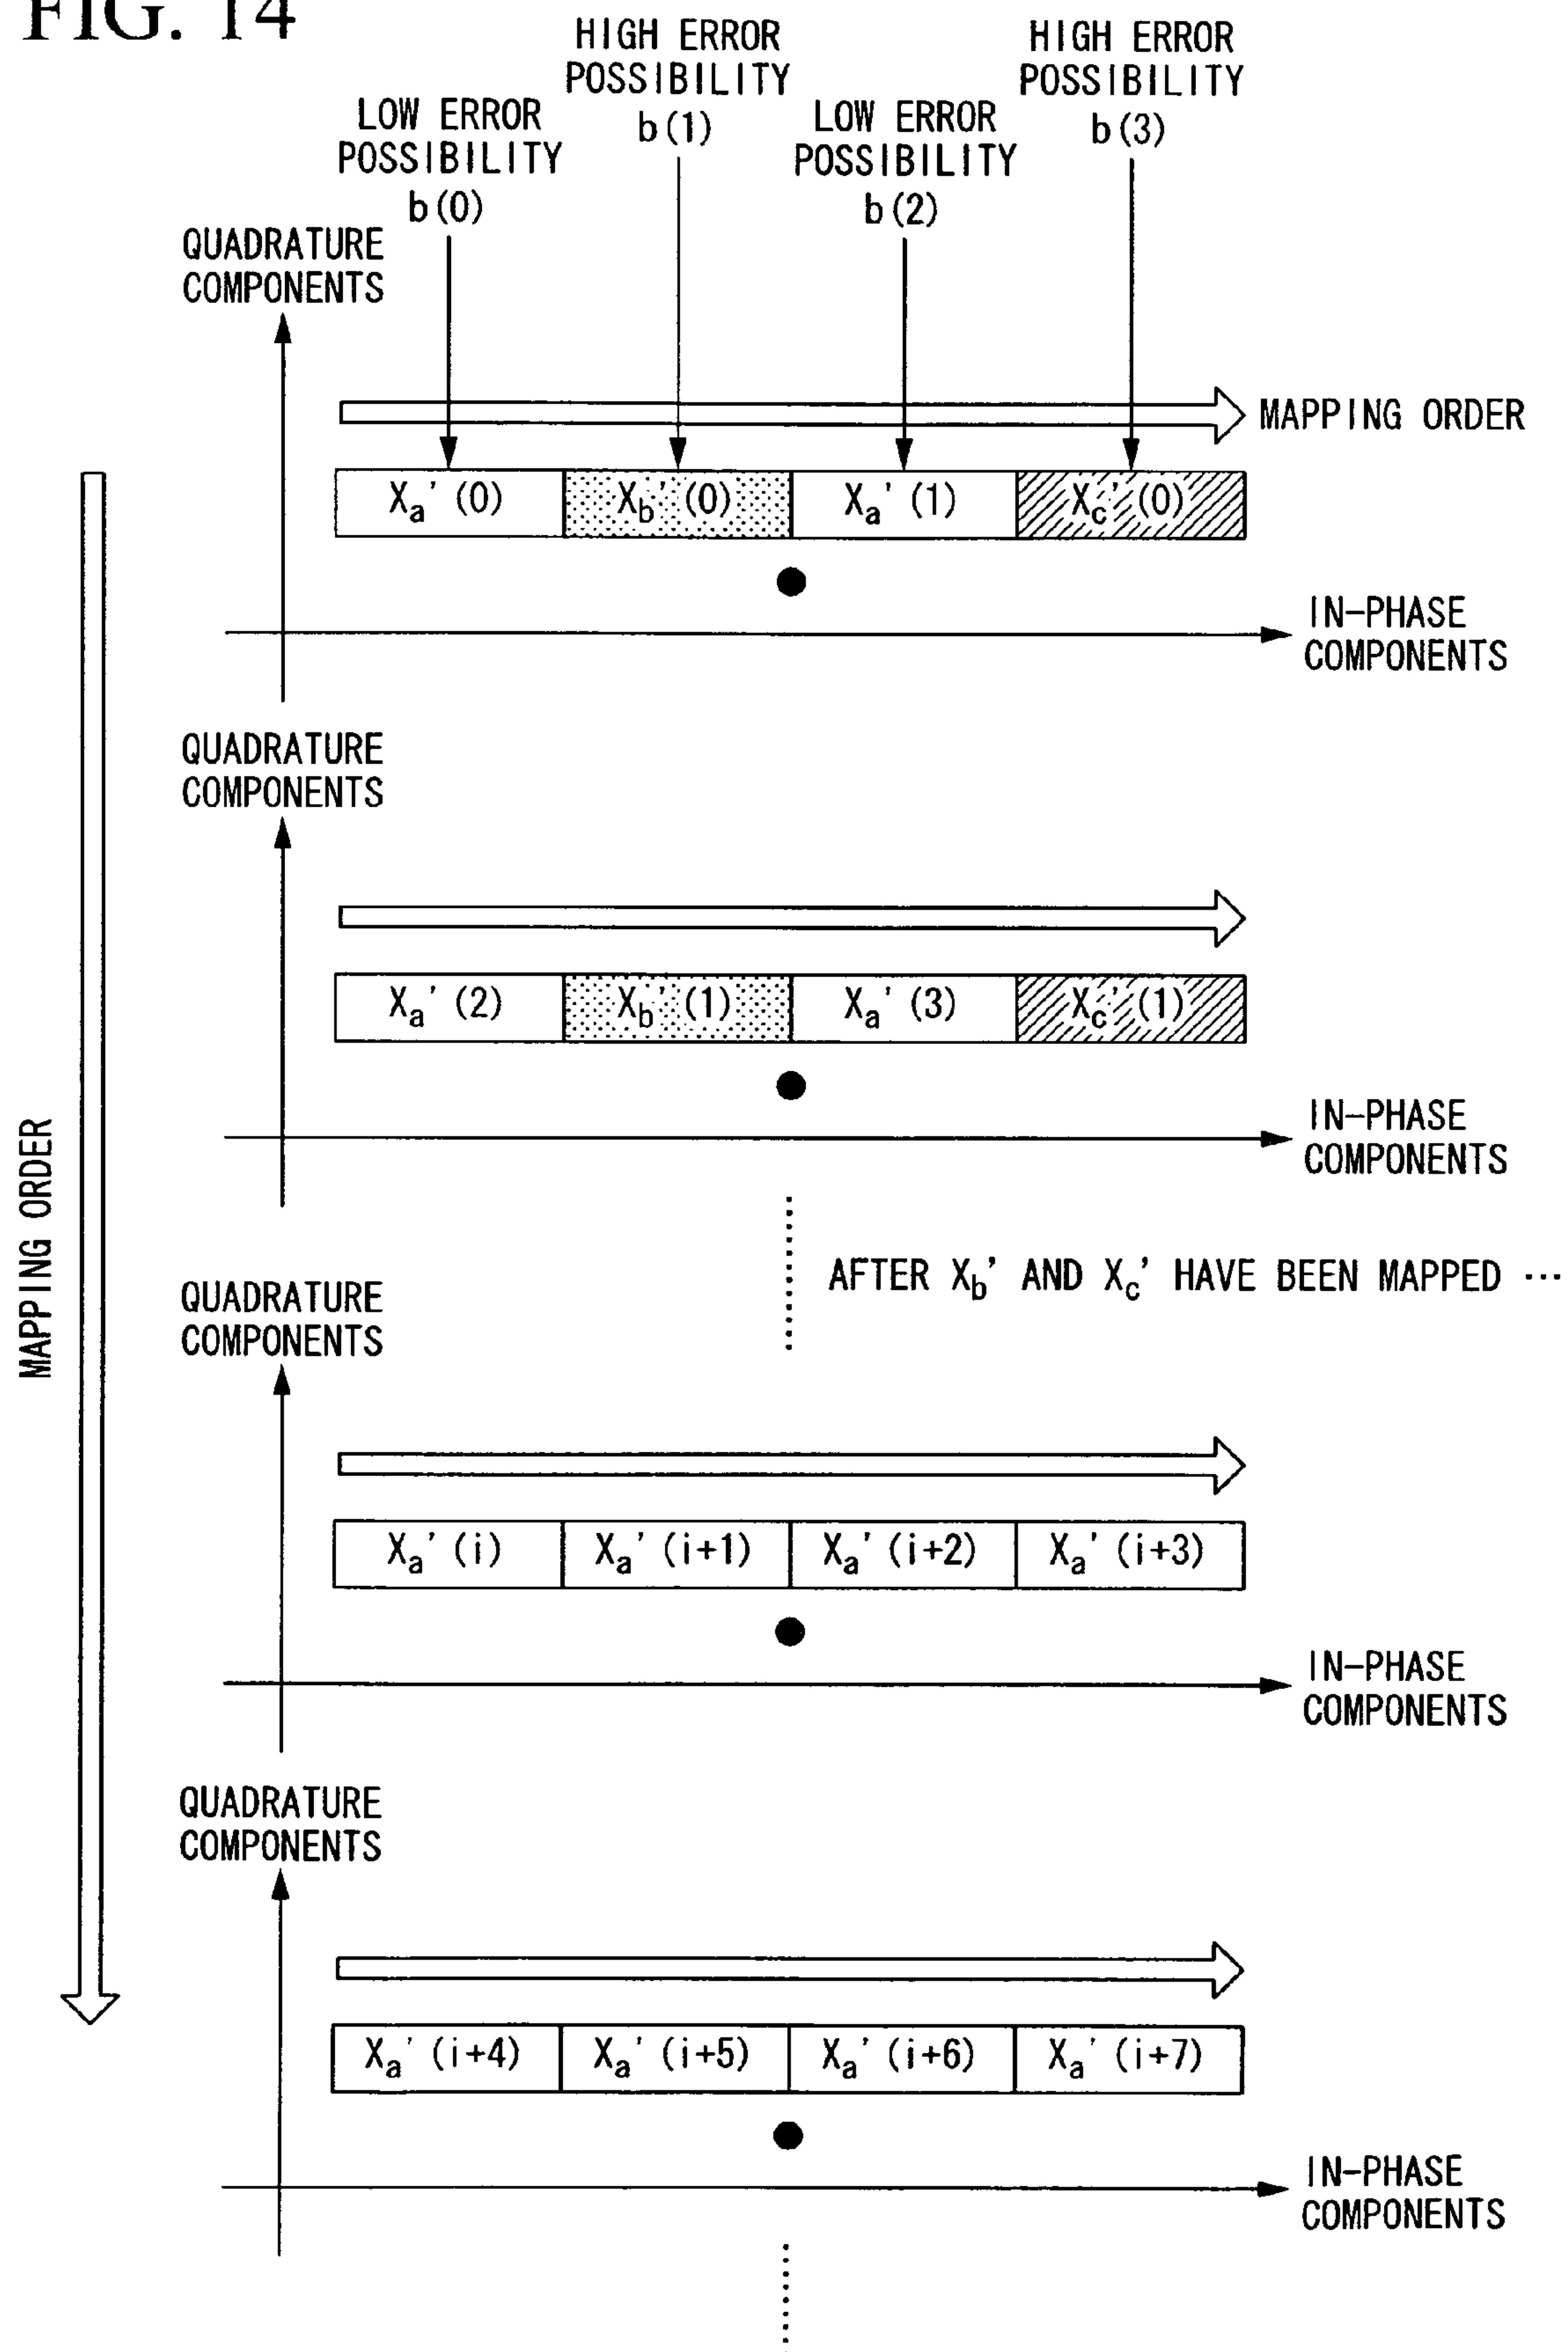 FIG. 14
HIGH ERROR
POSSIBILITY
b(1)
HIGH ERROR
POSSIBILITY
b(3)
LOW ERROR
POSSIBILITY
b(0)
LOW ERROR
POSSIBILITY
b(2)
QUADRATURE
COMPONENTS
MAPPING ORDER
Xa'(0) Xb'(0) Xa'(1) Xc'(0)
IN-PHASE
COMPONENTS
QUADRATURE
COMPONENTS
Xa'(2) Xb'(1) Xa'(3) Xc'(1)
IN-PHASE
COMPONENTS
MAPPING ORDER
AFTER Xb' AND Xc' HAVE BEEN MAPPED ...
QUADRATURE
COMPONENTS
Xa'(i) Xa'(i+1) Xa'(i+2) Xa'(i+3)
IN-PHASE
COMPONENTS
QUADRATURE
COMPONENTS
Xa'(i+4) Xa'(i+5) Xa'(i+6) Xa'(i+7)
IN-PHASE
COMPONENTS